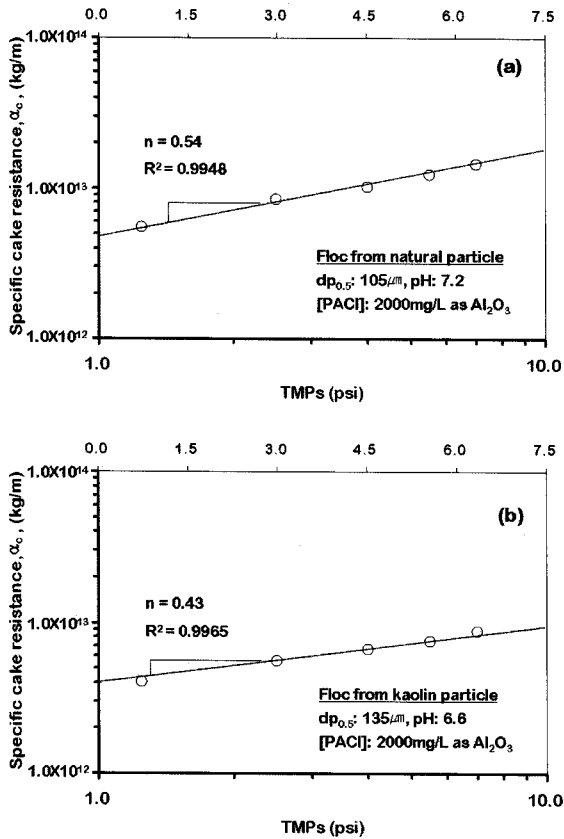 0.0 1.5 3.0 4.5 6.0 7.5
1.0X10¹⁴
(a)
n = 0.54
R² = 0.9948
1.0X10¹³
Floc from natural particle
dp₀.₅: 105㎛, pH: 7.2
[PACl]: 2000mg/L as Al₂O₃
1.0X10¹²
Specific cake resistance,α꜀, (kg/m)
1.0 10.0
TMPs (psi)
0.0 1.5 3.0 4.5 6.0 7.5
1.0X10¹⁴
(b)
n = 0.43
R² = 0.9965
1.0X10¹³
Floc from kaolin particle
dp₀.₅: 135㎛, pH: 6.6
[PACl]: 2000mg/L as Al₂O₃
1.0X10¹²
Specific cake resistance,α꜀, (kg/m)
1.0 10.0
TMPs (psi)